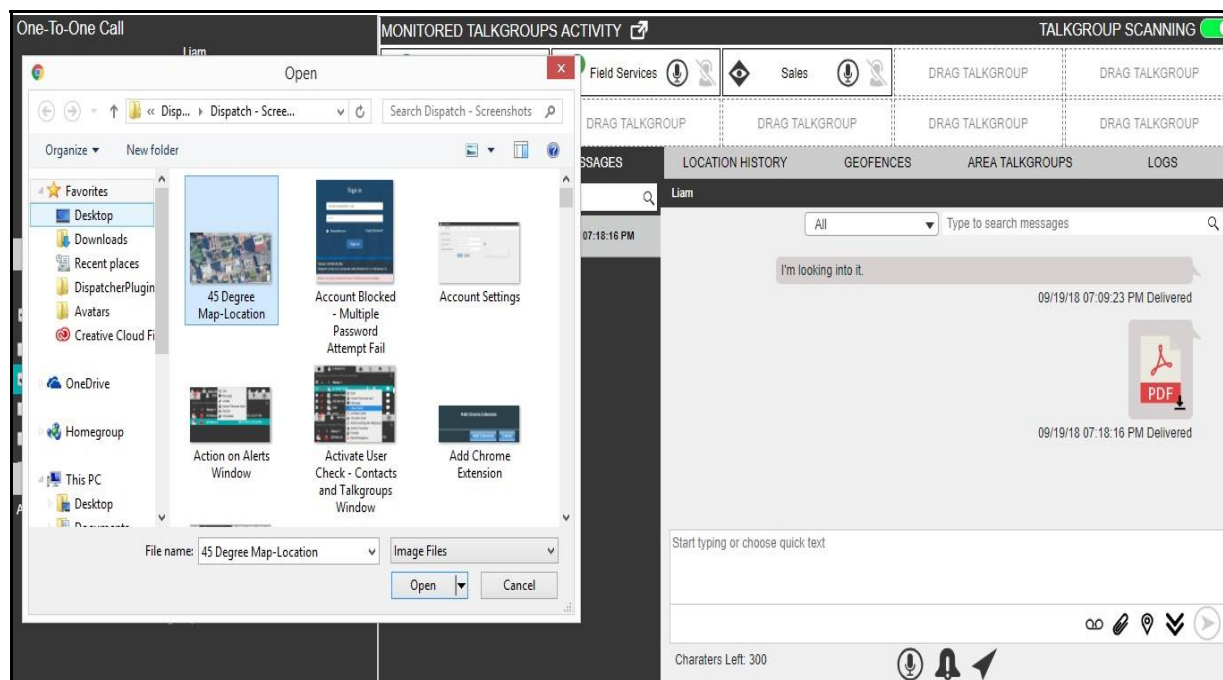 One-To-One Call
MONITORED TALKGROUPS ACTIVITY
TALKGROUP SCANNING
Liam
Open
Disp...
Dispatch - Scree...
Search Dispatch - Screenshots
Organize
New folder
Favorites
Desktop
Downloads
Recent places
DispatcherPlugin
Avatars
Creative Cloud Fi
OneDrive
Homegroup
This PC
Desktop
Documents
45 Degree
Map-Location
Account Blocked
- Multiple
Password
Attempt Fail
Account Settings
Action on Alerts
Window
Activate User
Check - Contacts
and Talkgroups
Window
Add Chrome
Extension
File name: 45 Degree Map-Location
Image Files
Open
Cancel
Field Services
Sales
DRAG TALKGROUP
DRAG TALKGROUP
DRAG TALKGROUP
DRAG TALKGROUP
DRAG TALKGROUP
DRAG TALKGROUP
SSAGES
LOCATION HISTORY
GEOFENCES
AREA TALKGROUPS
LOGS
07:18:16 PM
Liam
All
Type to search messages
I'm looking into it.
09/19/18 07:09:23 PM Delivered
PDF
09/19/18 07:18:16 PM Delivered
Start typing or choose quick text
Charaters Left: 300